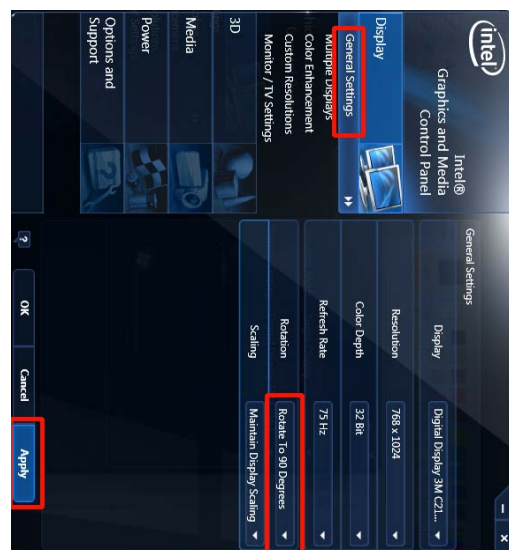 intel
Intel®
Graphics and Media
Control Panel
Display
General Settings
Multiple Displays
Color Enhancement
Custom Resolutions
Monitor / TV Settings
3D
Media
Power
Options and
Support
General Settings
Display
Digital Display 3M C21...
Resolution
768 x 1024
Color Depth
32 Bit
Refresh Rate
75 Hz
Rotation
Rotate To 90 Degrees
Scaling
Maintain Display Scaling
?
OK
Cancel
Apply